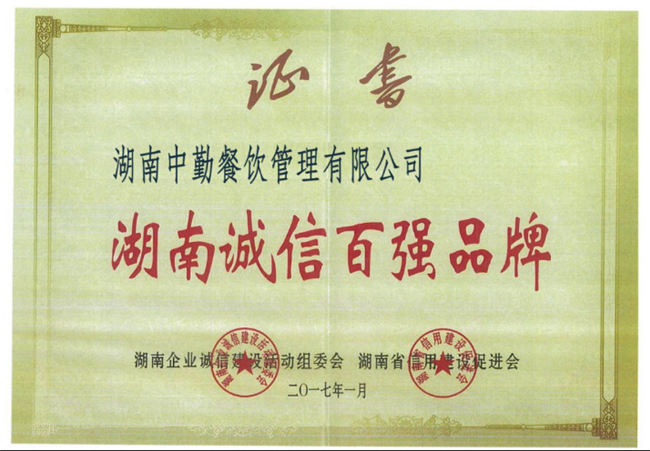 证书
湖南中勤餐饮管理有限公司
湖南诚信百强品牌
湖南企业诚信建设活动组委会 湖南省信用建设促进会
二〇一七年一月